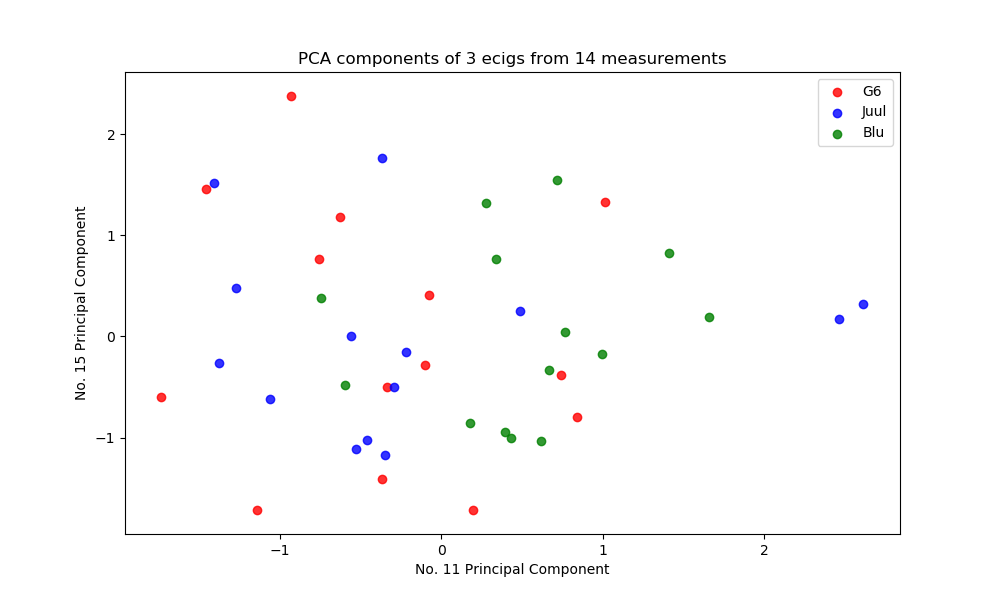 PCA components of 3 ecigs from 14 measurements
G6
Juul
Blu
2
1
0
−1
No. 15 Principal Component
−1
0
1
2
No. 11 Principal Component